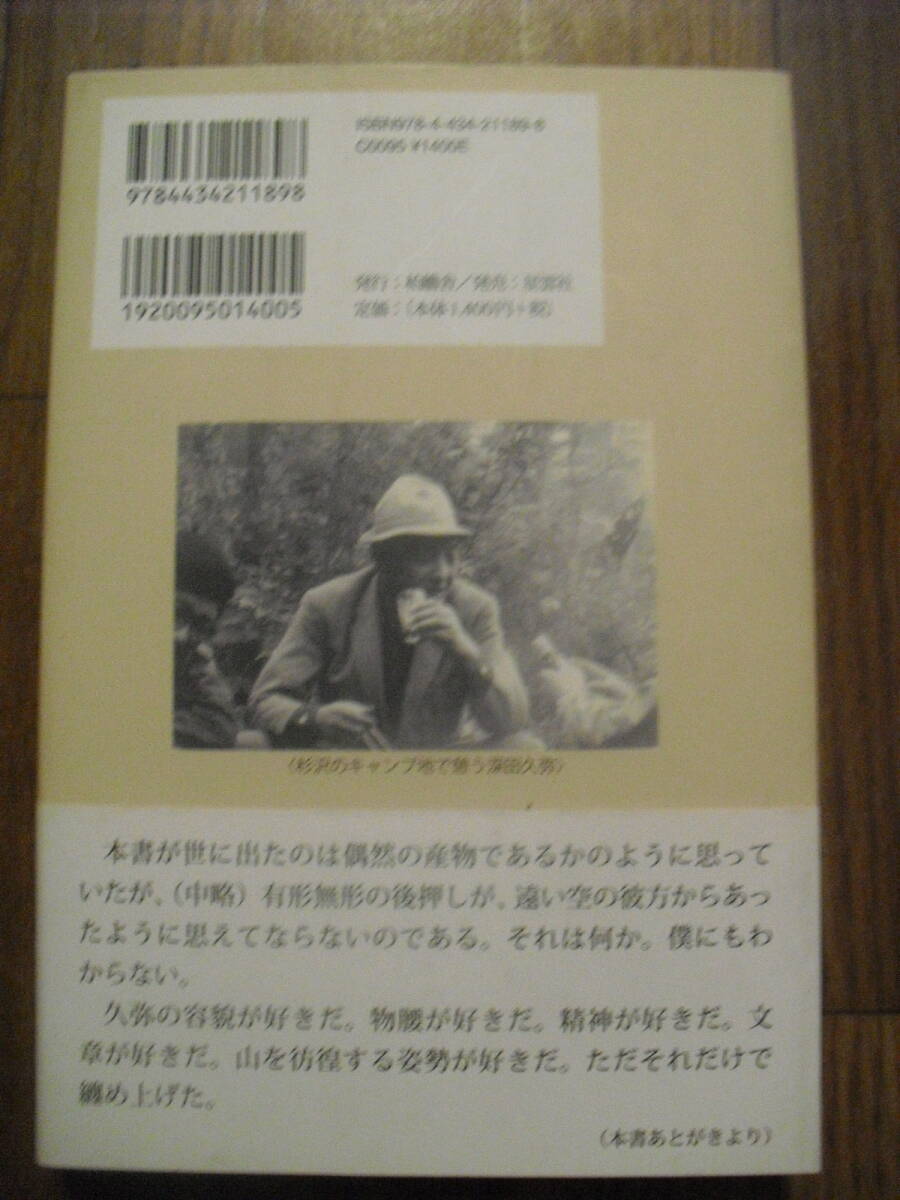 ISBN978-4-434-21189-8
C0095 ¥1400E
9784434211898
1920095014005
発行：柏艪舎／発売：星雲社
定価：（本体1,400円＋税）
（杉沢のキャンプ地で憩う深田久弥）
本書が世に出たのは偶然の産物であるかのように思って
いたが、（中略）有形無形の後押しが、遠い空の彼方からあっ
たように思えてならないのである。それは何か。僕にもわ
からない。
久弥の容貌が好きだ。物腰が好きだ。精神が好きだ。文
章が好きだ。山を彷徨する姿勢が好きだ。ただそれだけで
纏め上げた。
（本書あとがきより）